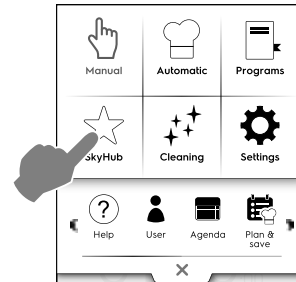 Manual Automatic Programs
SkyHub Cleaning Settings
?
Help User Agenda Plan &
save